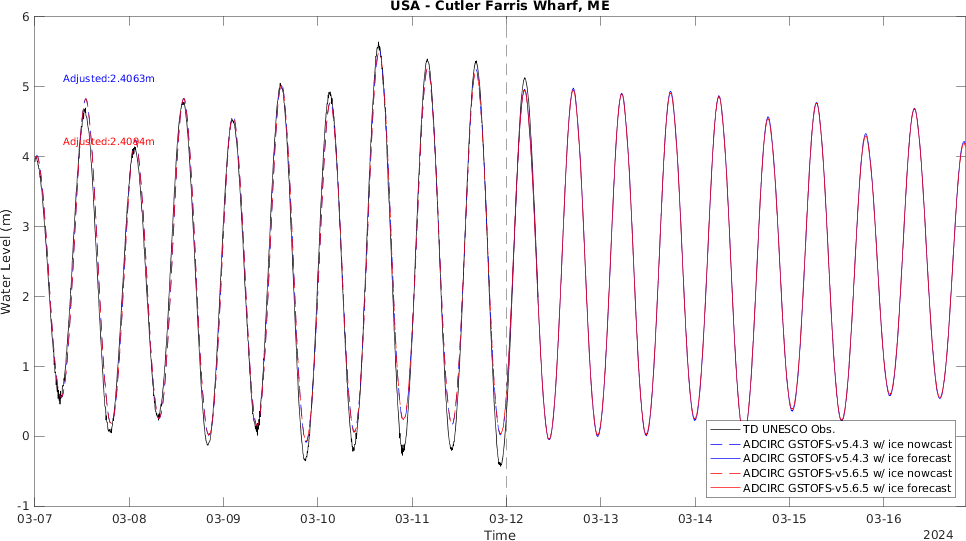 USA - Cutler Farris Wharf, ME
6
5
4
3
2
1
0
-1
Water Level (m)
Adjusted:2.4063m
Adjusted:2.4094m
TD UNESCO Obs.
ADCIRC GSTOFS-v5.4.3 w/ ice nowcast
ADCIRC GSTOFS-v5.4.3 w/ ice forecast
ADCIRC GSTOFS-v5.6.5 w/ ice nowcast
ADCIRC GSTOFS-v5.6.5 w/ ice forecast
03-07 03-08 03-09 03-10 03-11 03-12 03-13 03-14 03-15 03-16
Time
2024